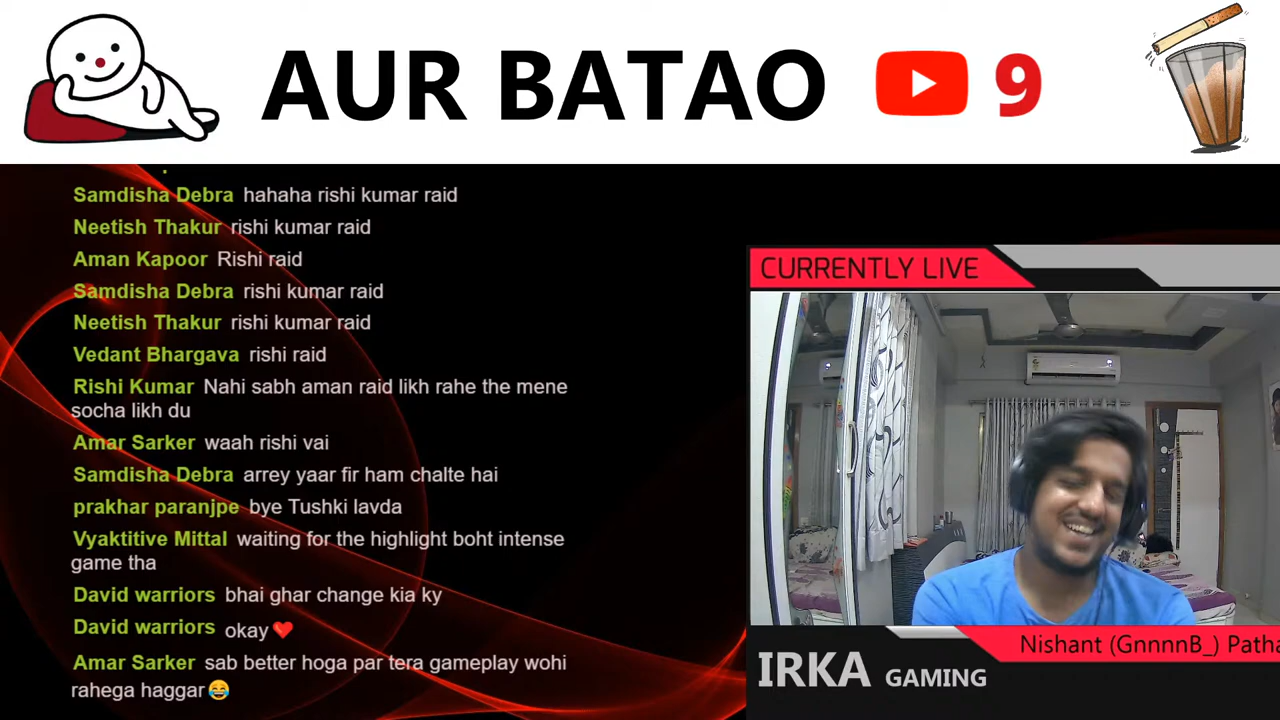 AUR BATAO 9
Samdisha Debra hahaha rishi kumar raid
Neetish Thakur rishi kumar raid
Aman Kapoor Rishi raid
Samdisha Debra rishi kumar raid
Neetish Thakur rishi kumar raid
Vedant Bhargava rishi raid
Rishi Kumar Nahi sabh aman raid likh rahe the mene
socha likh du
Amar Sarker waah rishi vai
Samdisha Debra arrey yaar fir ham chalte hai
prakhar paranjpe bye Tushki lavda
Vyaktitive Mittal waiting for the highlight boht intense
game tha
David warriors bhai ghar change kia ky
David warriors okay❤️
Amar Sarker sab better hoga par tera gameplay wohi
rahega haggar😂
CURRENTLY LIVE
Nishant (GnnnnB_) Patha
IRKA GAMING